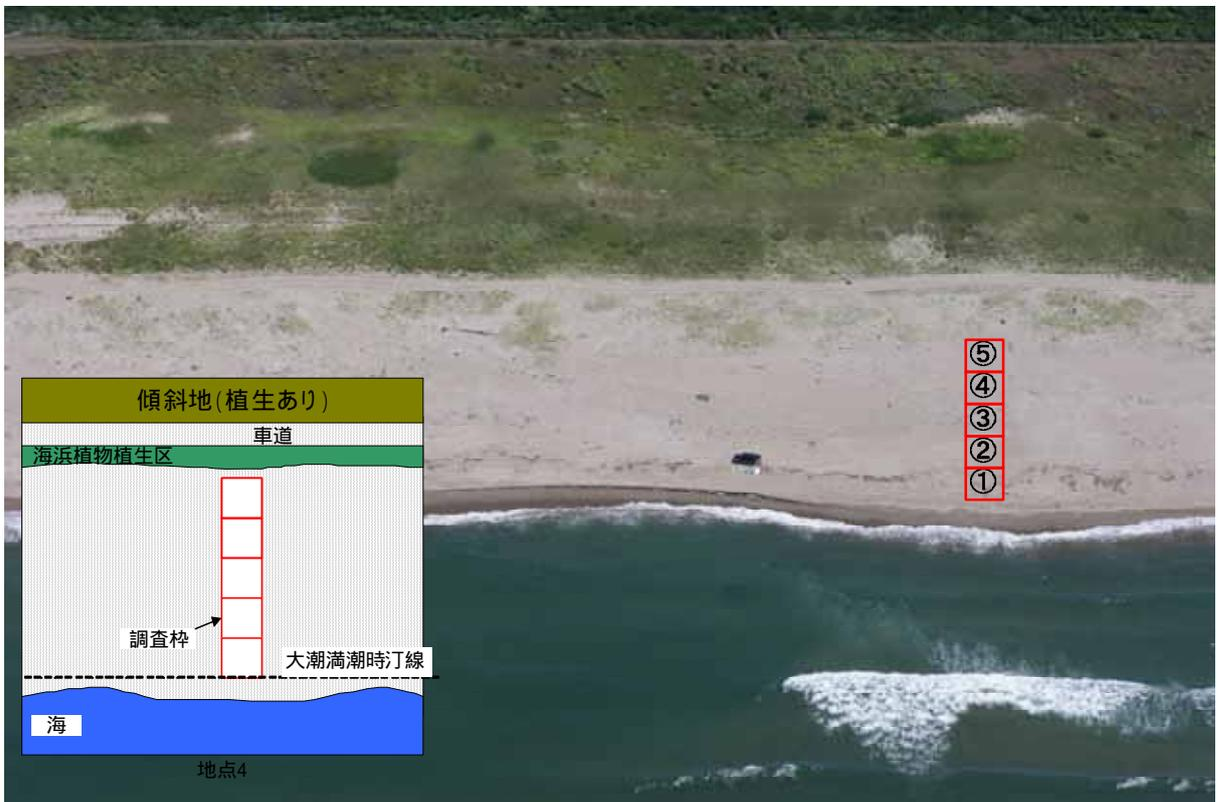 ⑤
④
③
②
①
傾斜地(植生あり)
車道
海浜植物植生区
調査枠
大潮満潮時汀線
海
地点4